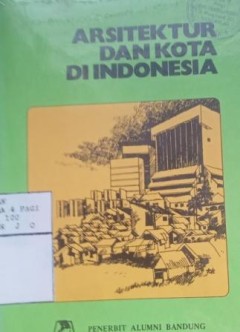 ARSITEKTUR
DAN KOTA
DI INDONESIA
PENERBIT ALUMNI BANDUNG